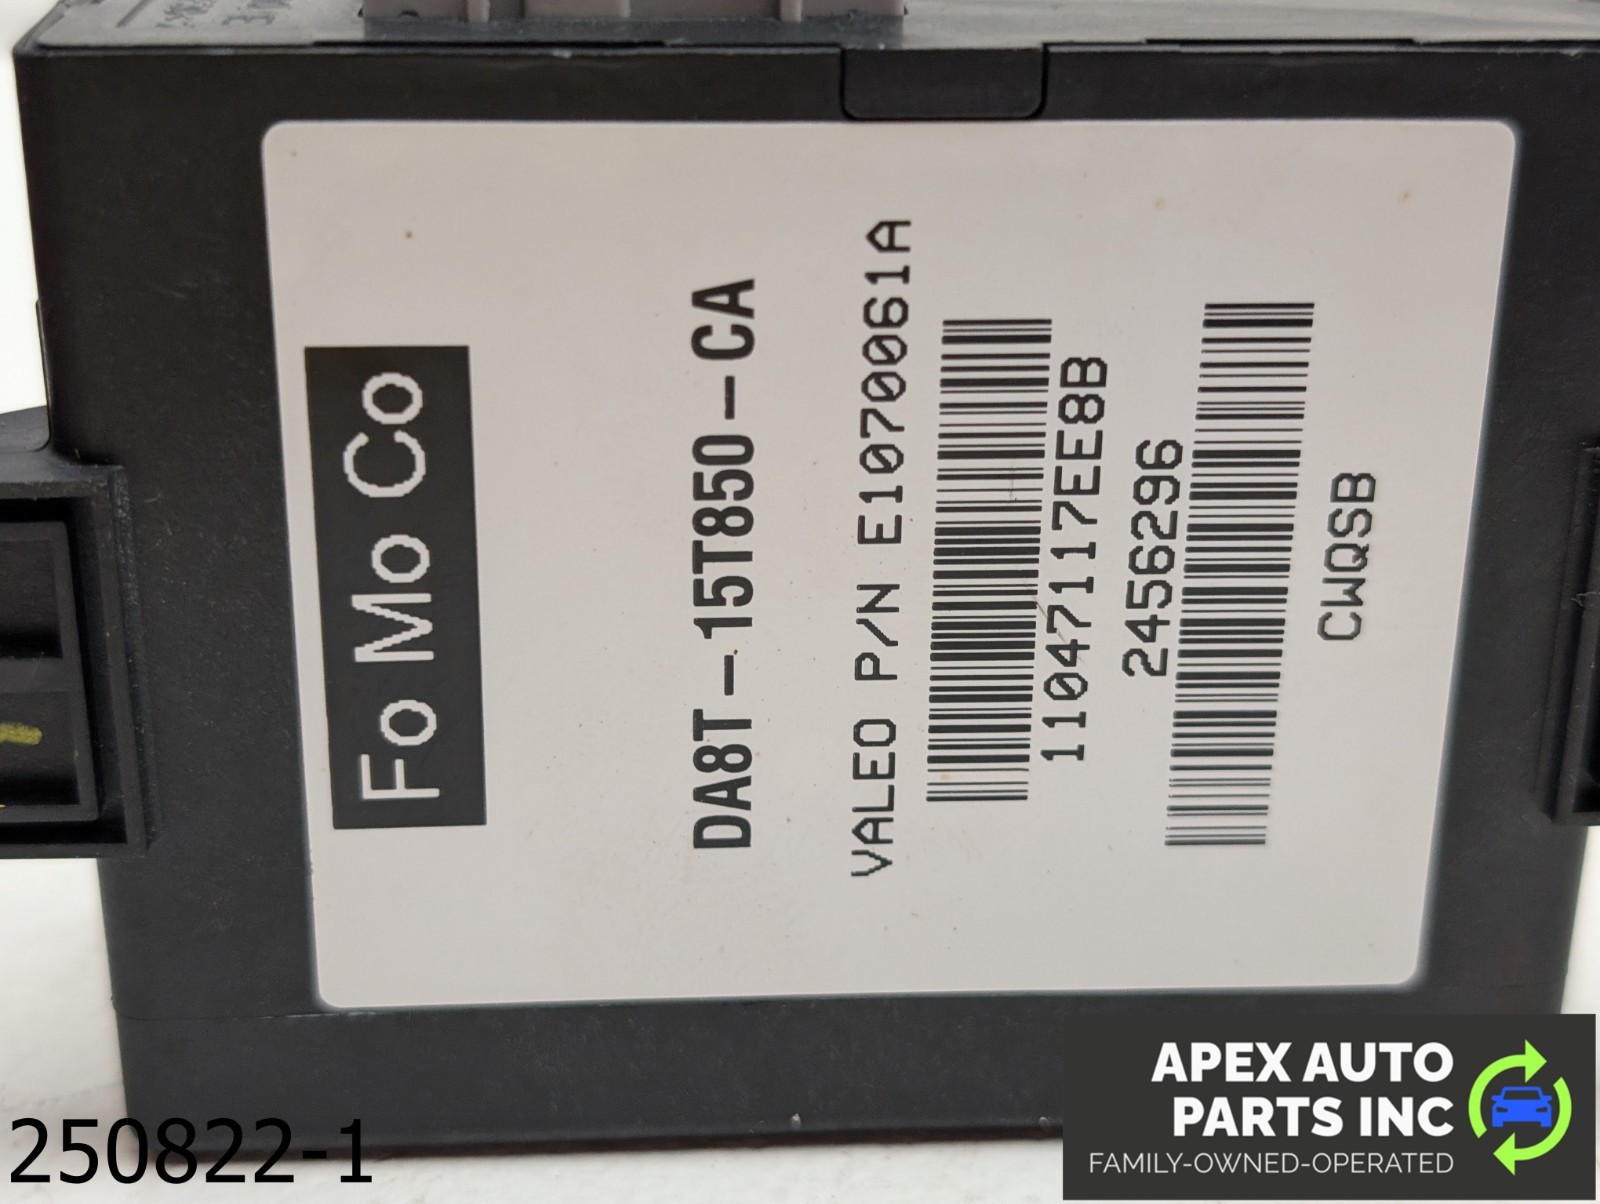 Fo Mo Co
DA8T-15T850-CA
VALEO P/N E1070061A
11047117EE8B
2456296
CWQSB
250822-1
APEX AUTO
PARTS INC
FAMILY-OWNED-OPERATED